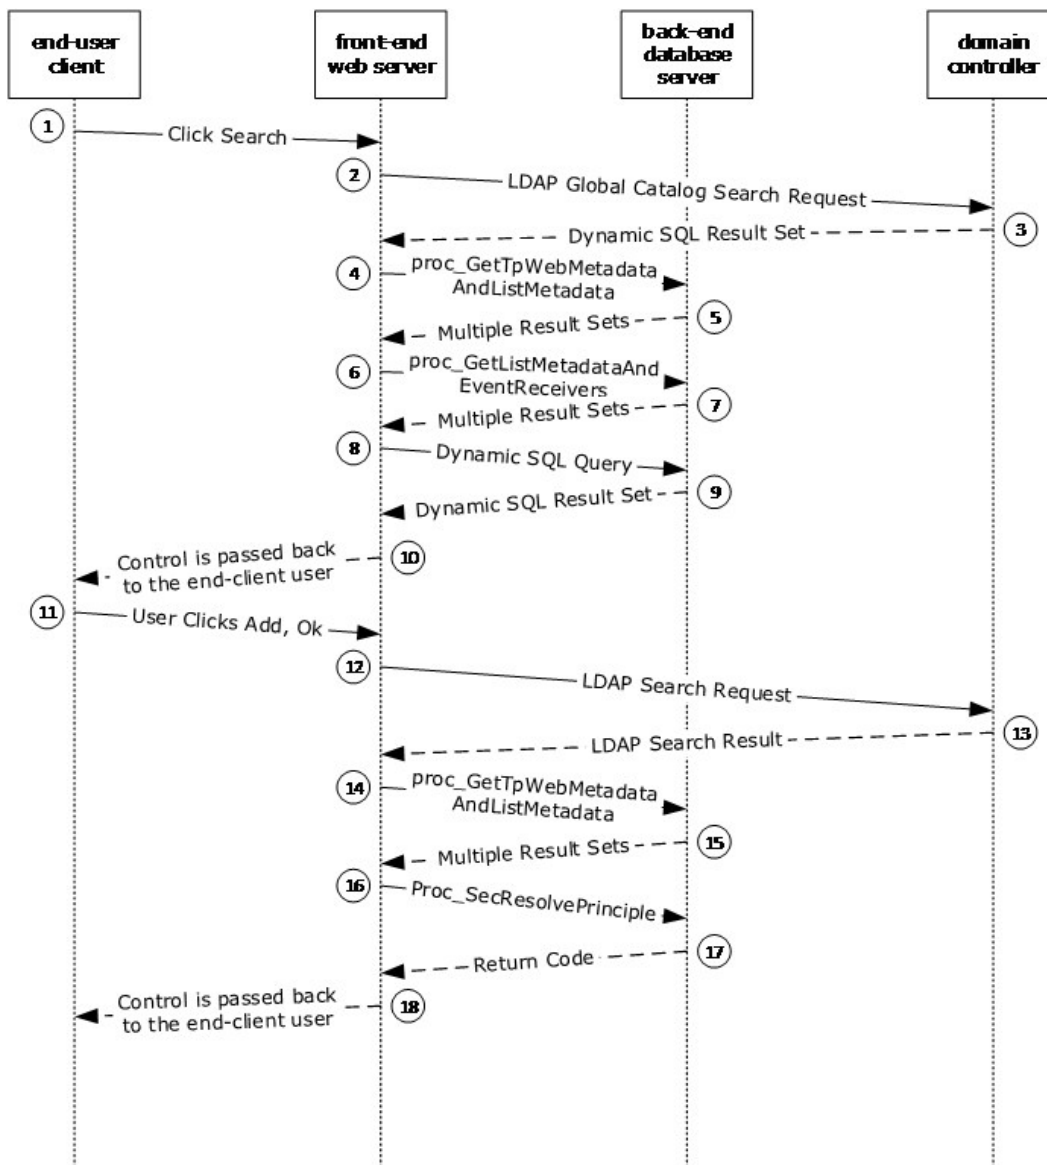 end-user
client
front-end
web server
back-end
database
server
domain
controller
1
Click Search
2
LDAP Global Catalog Search Request
3
Dynamic SQL Result Set
4
proc_GetTpWebMetadata
AndListMetadata
5
Multiple Result Sets
6
proc_GetListMetadataAnd
EventReceivers
7
Multiple Result Sets
8
Dynamic SQL Query
9
Dynamic SQL Result Set
10
Control is passed back
to the end-client user
11
User Clicks Add, Ok
12
LDAP Search Request
13
LDAP Search Result
14
proc_GetTpWebMetadata
AndListMetadata
15
Multiple Result Sets
16
Proc_SecResolvePrinciple
17
Return Code
18
Control is passed back
to the end-client user